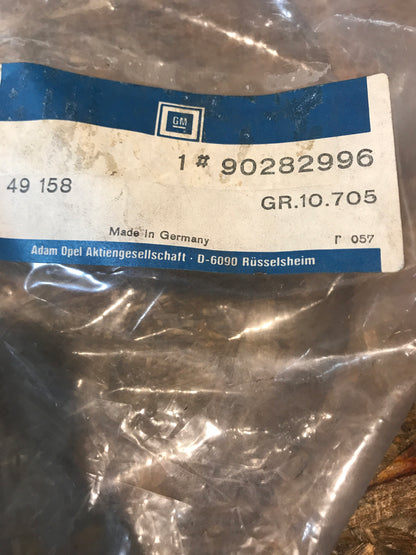 GM
1 # 90282996
49 158
GR.10.705
Made in Germany
r 057
Adam Opel Aktiengesellschaft · D-6090 Rüsselsheim